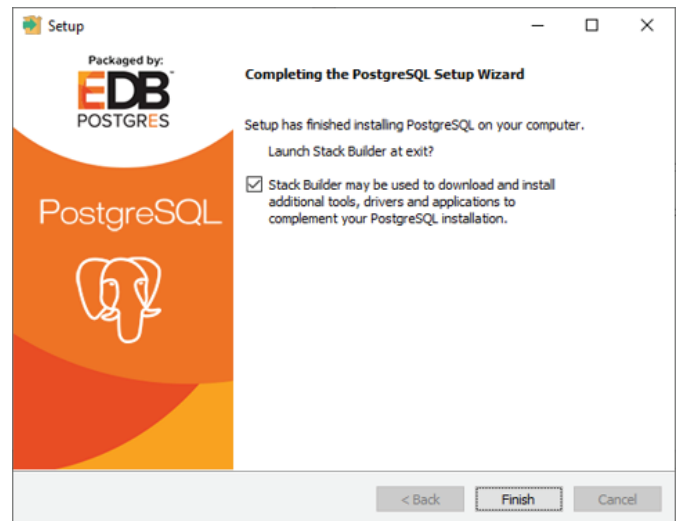 Setup
Packaged by:
EDB
POSTGRES
PostgreSQL
Completing the PostgreSQL Setup Wizard
Setup has finished installing PostgreSQL on your computer.
Launch Stack Builder at exit?
Stack Builder may be used to download and install
additional tools, drivers and applications to
complement your PostgreSQL installation.
< Back
Finish
Cancel